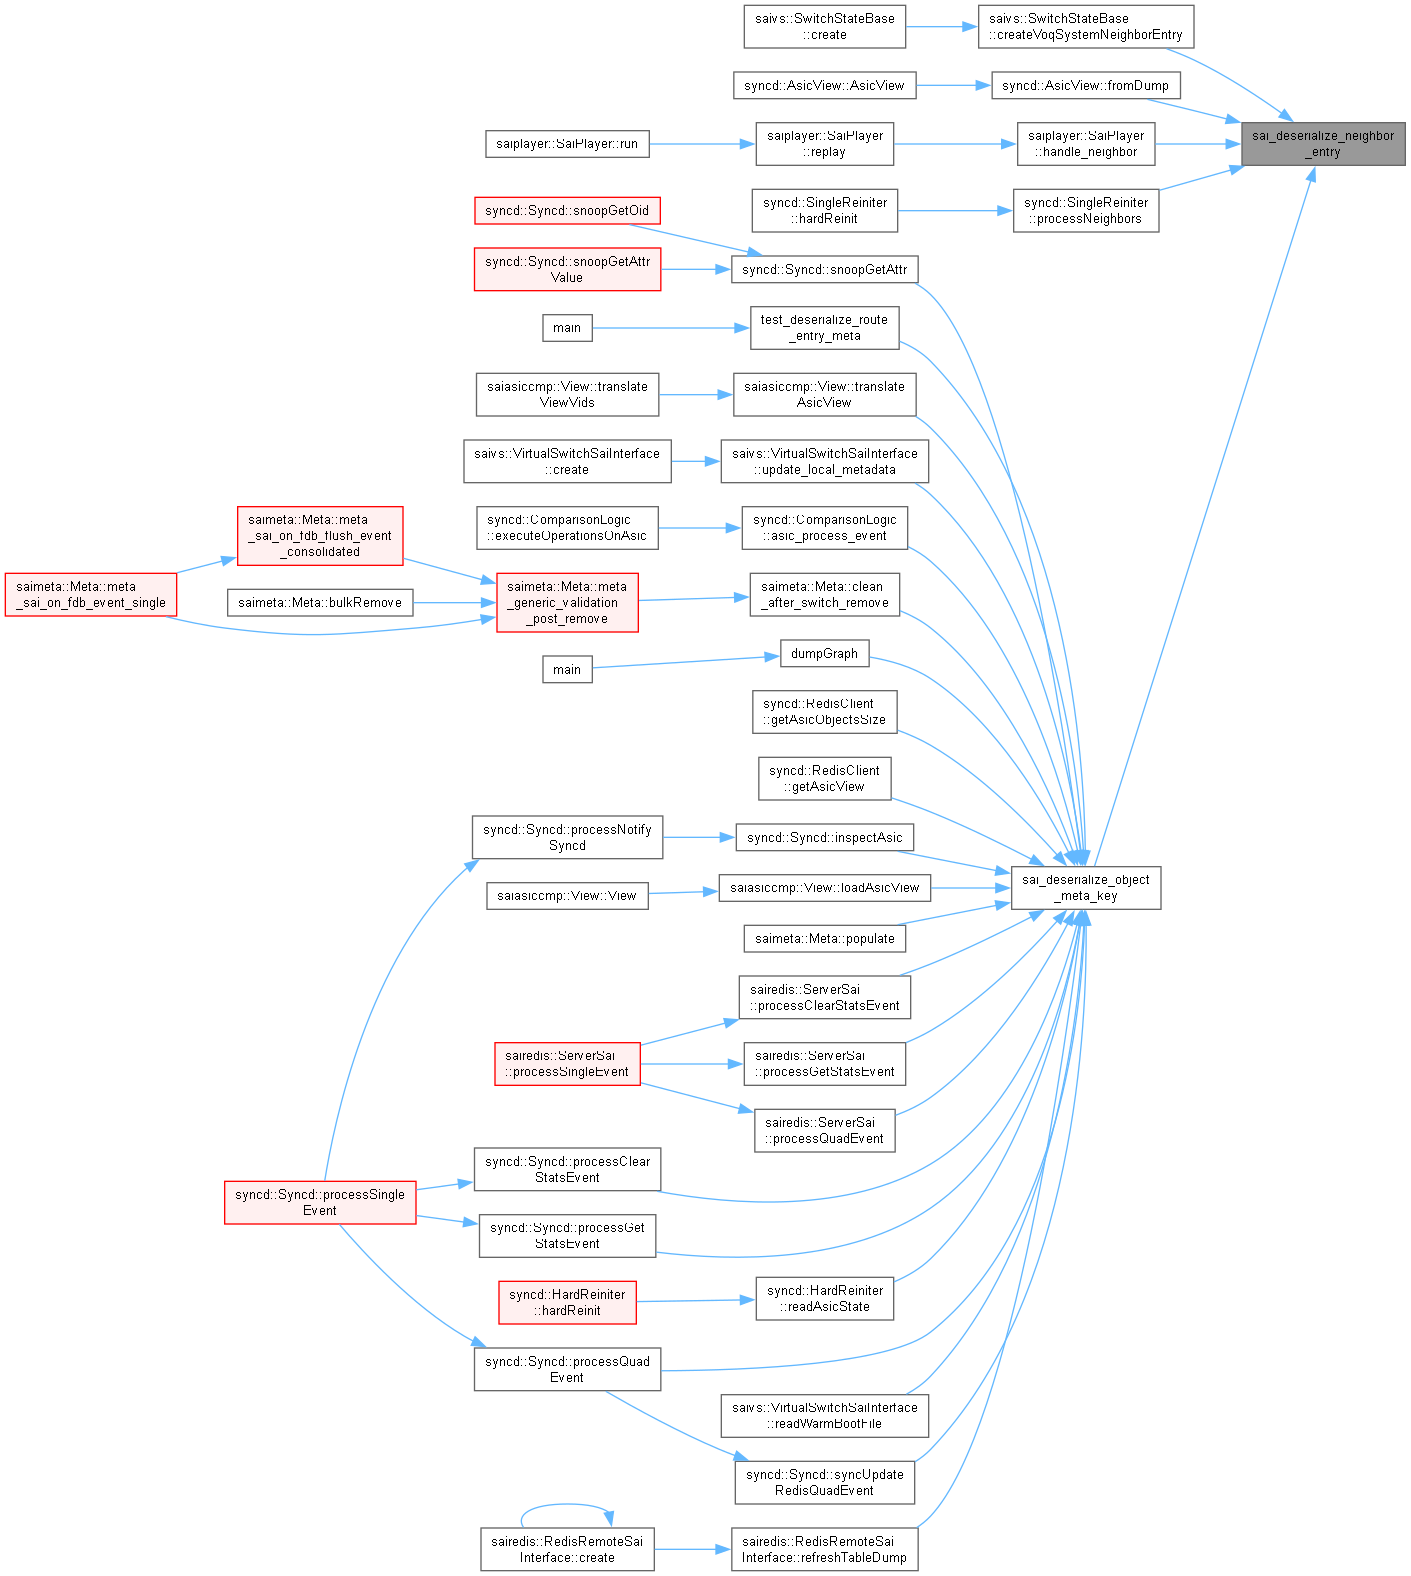 saivs::SwitchStateBase
::create
saivs::SwitchStateBase
::createVoqSystemNeighborEntry
syncd::AsicView::AsicView
syncd::AsicView::fromDump
sai_deserialize_neighbor
_entry
saiplayer::SaiPlayer::run
saiplayer::SaiPlayer
::replay
saiplayer::SaiPlayer
::handle_neighbor
syncd::SingleReiniter
::hardReinit
syncd::SingleReiniter
::processNeighbors
syncd::Syncd::snoopGetOid
syncd::Syncd::snoopGetAttr
Value
syncd::Syncd::snoopGetAttr
main
test_deserialize_route
_entry_meta
saiasiccmp::View::translate
ViewVids
saiasiccmp::View::translate
AsicView
saivs::VirtualSwitchSaiInterface
::create
saivs::VirtualSwitchSaiInterface
::update_local_metadata
syncd::ComparisonLogic
::executeOperationsOnAsic
syncd::ComparisonLogic
::asic_process_event
saimeta::Meta::meta
_sai_on_fdb_flush_event
_consolidated
saimeta::Meta::meta
_sai_on_fdb_event_single
saimeta::Meta::bulkRemove
saimeta::Meta::meta
_generic_validation
_post_remove
saimeta::Meta::clean
_after_switch_remove
main
dumpGraph
syncd::RedisClient
::getAsicObjectsSize
syncd::RedisClient
::getAsicView
syncd::Syncd::processNotify
Syncd
syncd::Syncd::inspectAsic
saiasiccmp::View::View
saiasiccmp::View::loadAsicView
sai_deserialize_object
_meta_key
saimeta::Meta::populate
sairedis::ServerSai
::processClearStatsEvent
sairedis::ServerSai
::processSingleEvent
sairedis::ServerSai
::processGetStatsEvent
sairedis::ServerSai
::processQuadEvent
syncd::Syncd::processClear
StatsEvent
syncd::Syncd::processSingle
Event
syncd::Syncd::processGet
StatsEvent
syncd::HardReiniter
::hardReinit
syncd::HardReiniter
::readAsicState
syncd::Syncd::processQuad
Event
saivs::VirtualSwitchSaiInterface
::readWarmBootFile
syncd::Syncd::syncUpdate
RedisQuadEvent
sairedis::RedisRemoteSai
Interface::create
sairedis::RedisRemoteSai
Interface::refreshTableDump